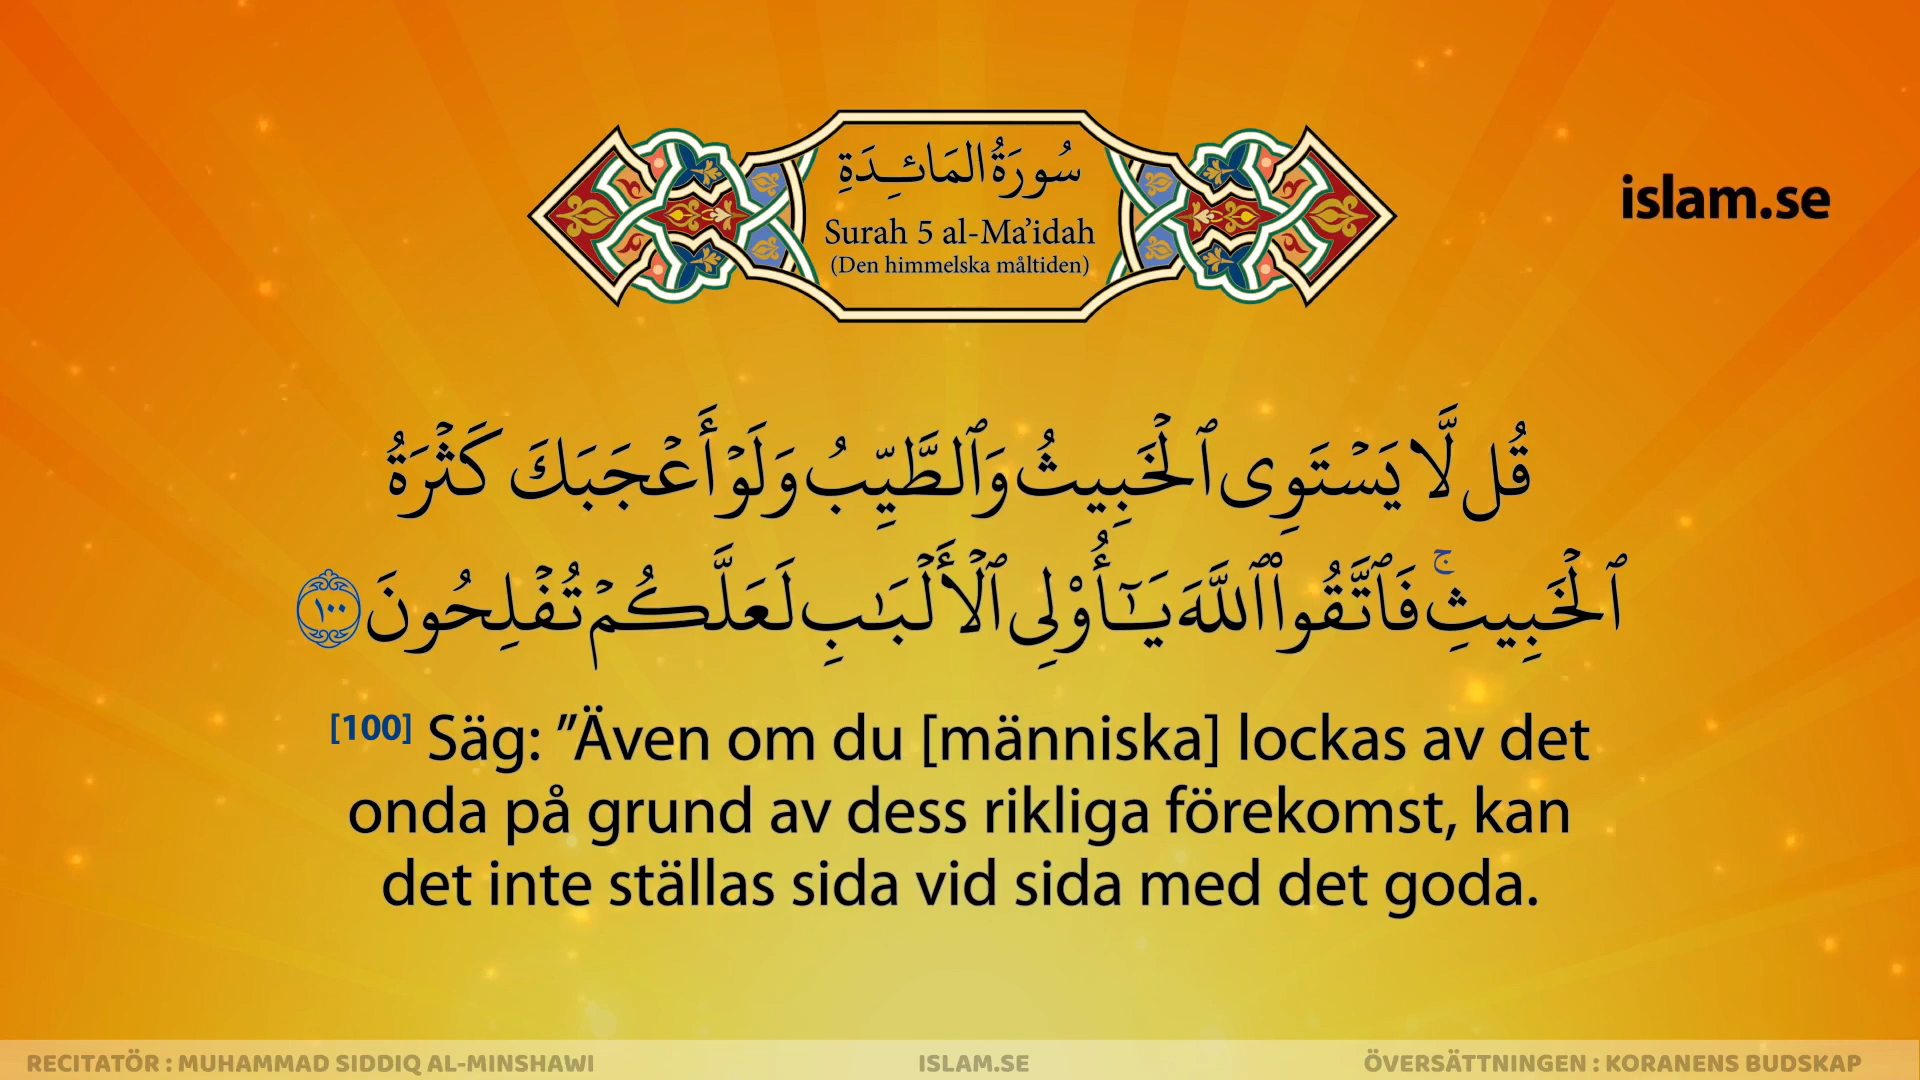 سُورَةُ المَائِدَةِ
Surah 5 al-Ma’idah
(Den himmelska måltiden)
islam.se
قُل لَّا يَسْتَوِى ٱلْخَبِيثُ وَٱلطَّيِّبُ وَلَوْ أَعْجَبَكَ كَثْرَةُ
ٱلْخَبِيثِ ۚ فَٱتَّقُوا۟ ٱللَّهَ يَـٰٓأُو۟لِى ٱلْأَلْبَـٰبِ لَعَلَّكُمْ تُفْلِحُونَ ١٠٠
[100] Säg: ”Även om du [människa] lockas av det
onda på grund av dess rikliga förekomst, kan
det inte ställas sida vid sida med det goda.
RECITATÖR : MUHAMMAD SIDDIQ AL-MINSHAWI
ISLAM.SE
ÖVERSÄTTNINGEN : KORANENS BUDSKAP